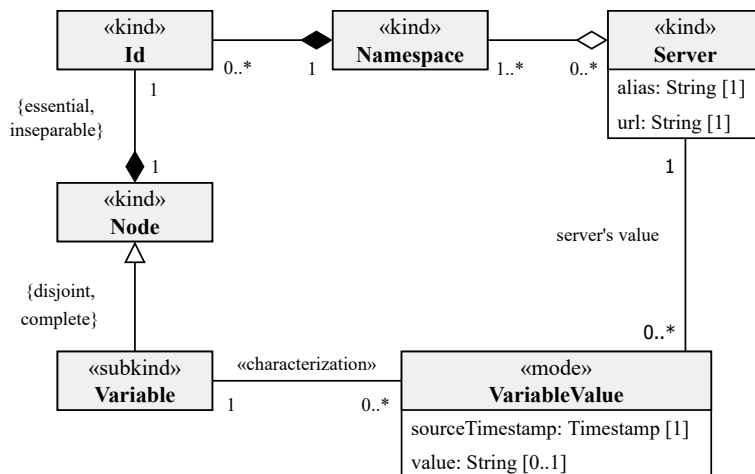 «kind»
Id
«kind»
Namespace
«kind»
Server
alias: String [1]
url: String [1]
0..*
1
1..*
0..*
1
1
{essential,
inseparable}
1
«kind»
Node
server's value
{disjoint,
complete}
0..*
«subkind»
Variable
«characterization»
1
0..*
«mode»
VariableValue
sourceTimestamp: Timestamp [1]
value: String [0..1]